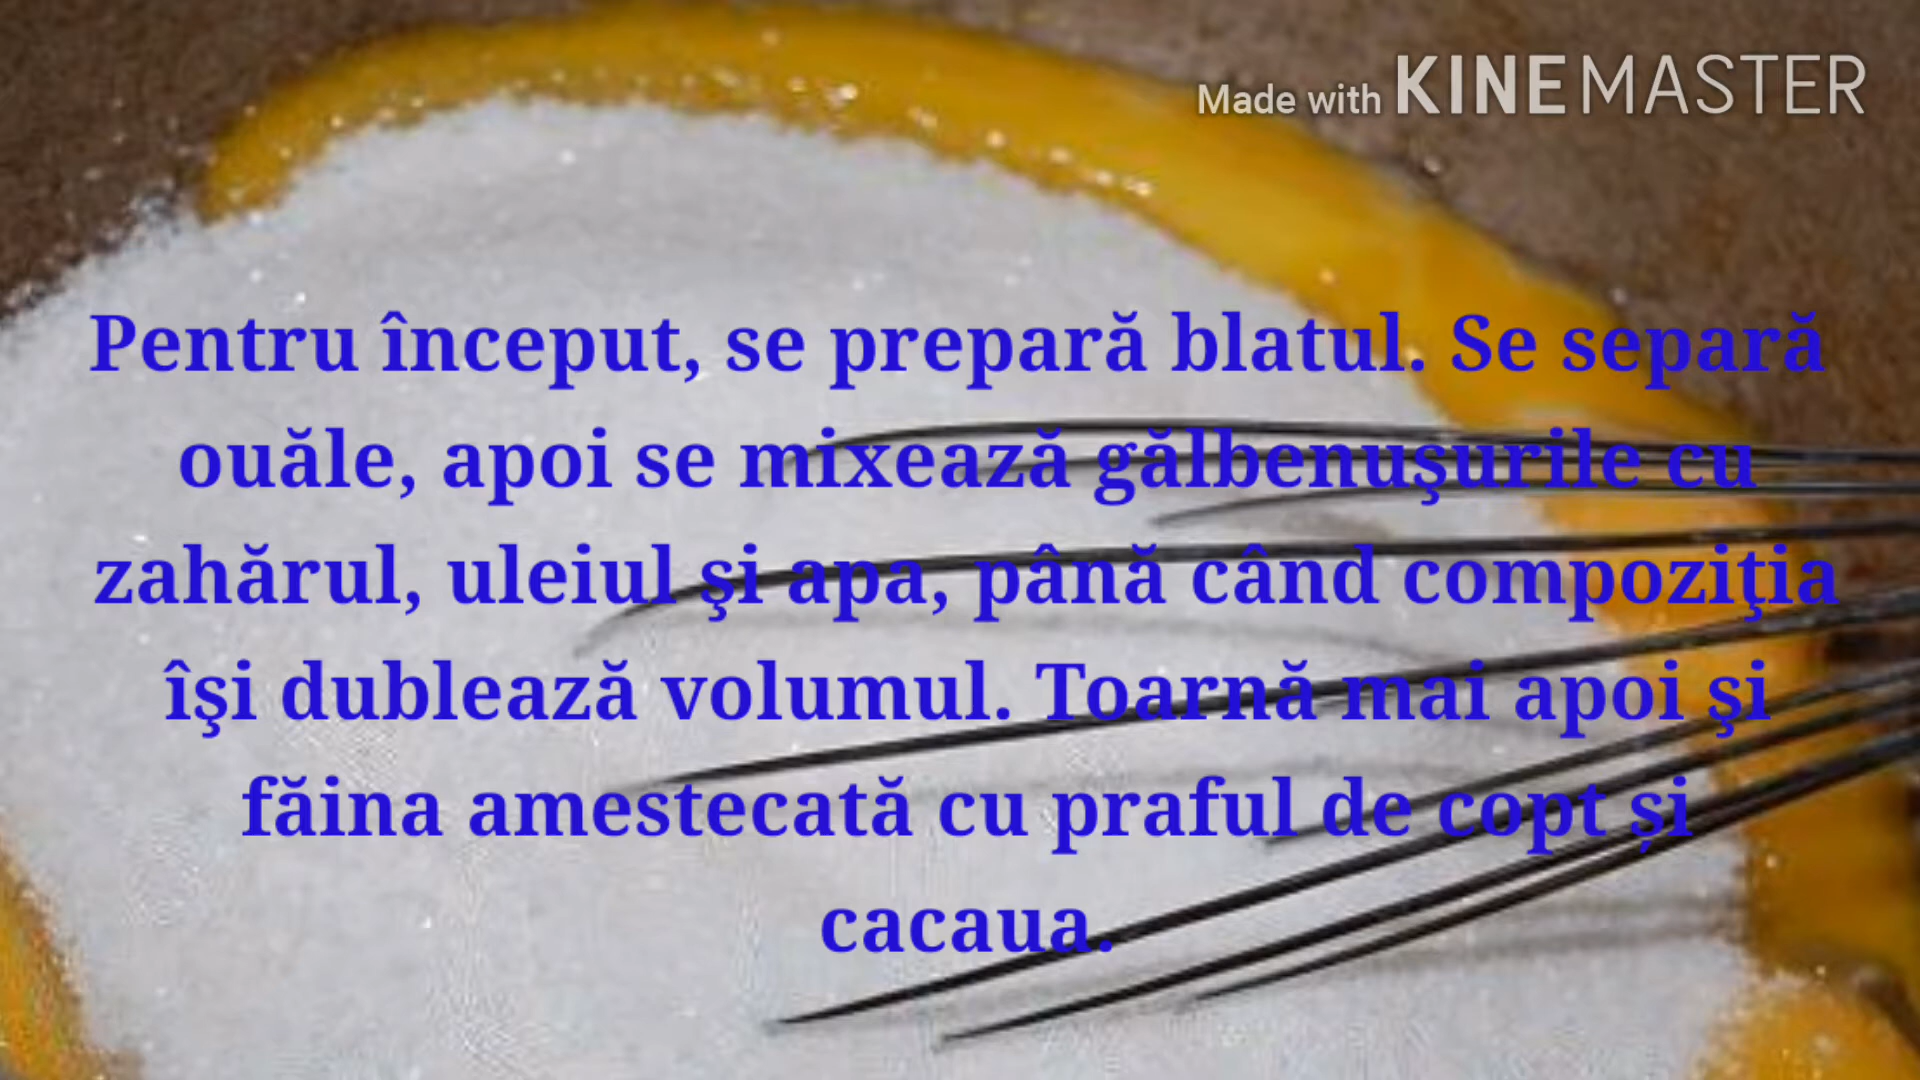 Made with KINEMASTER
Pentru început, se prepară blatul. Se separă
ouăle, apoi se mixează gălbenuşurile cu
zahărul, uleiul şi apa, până când compoziţia
îşi dublează volumul. Toarnă mai apoi şi
făina amestecată cu praful de copt și
cacaua.